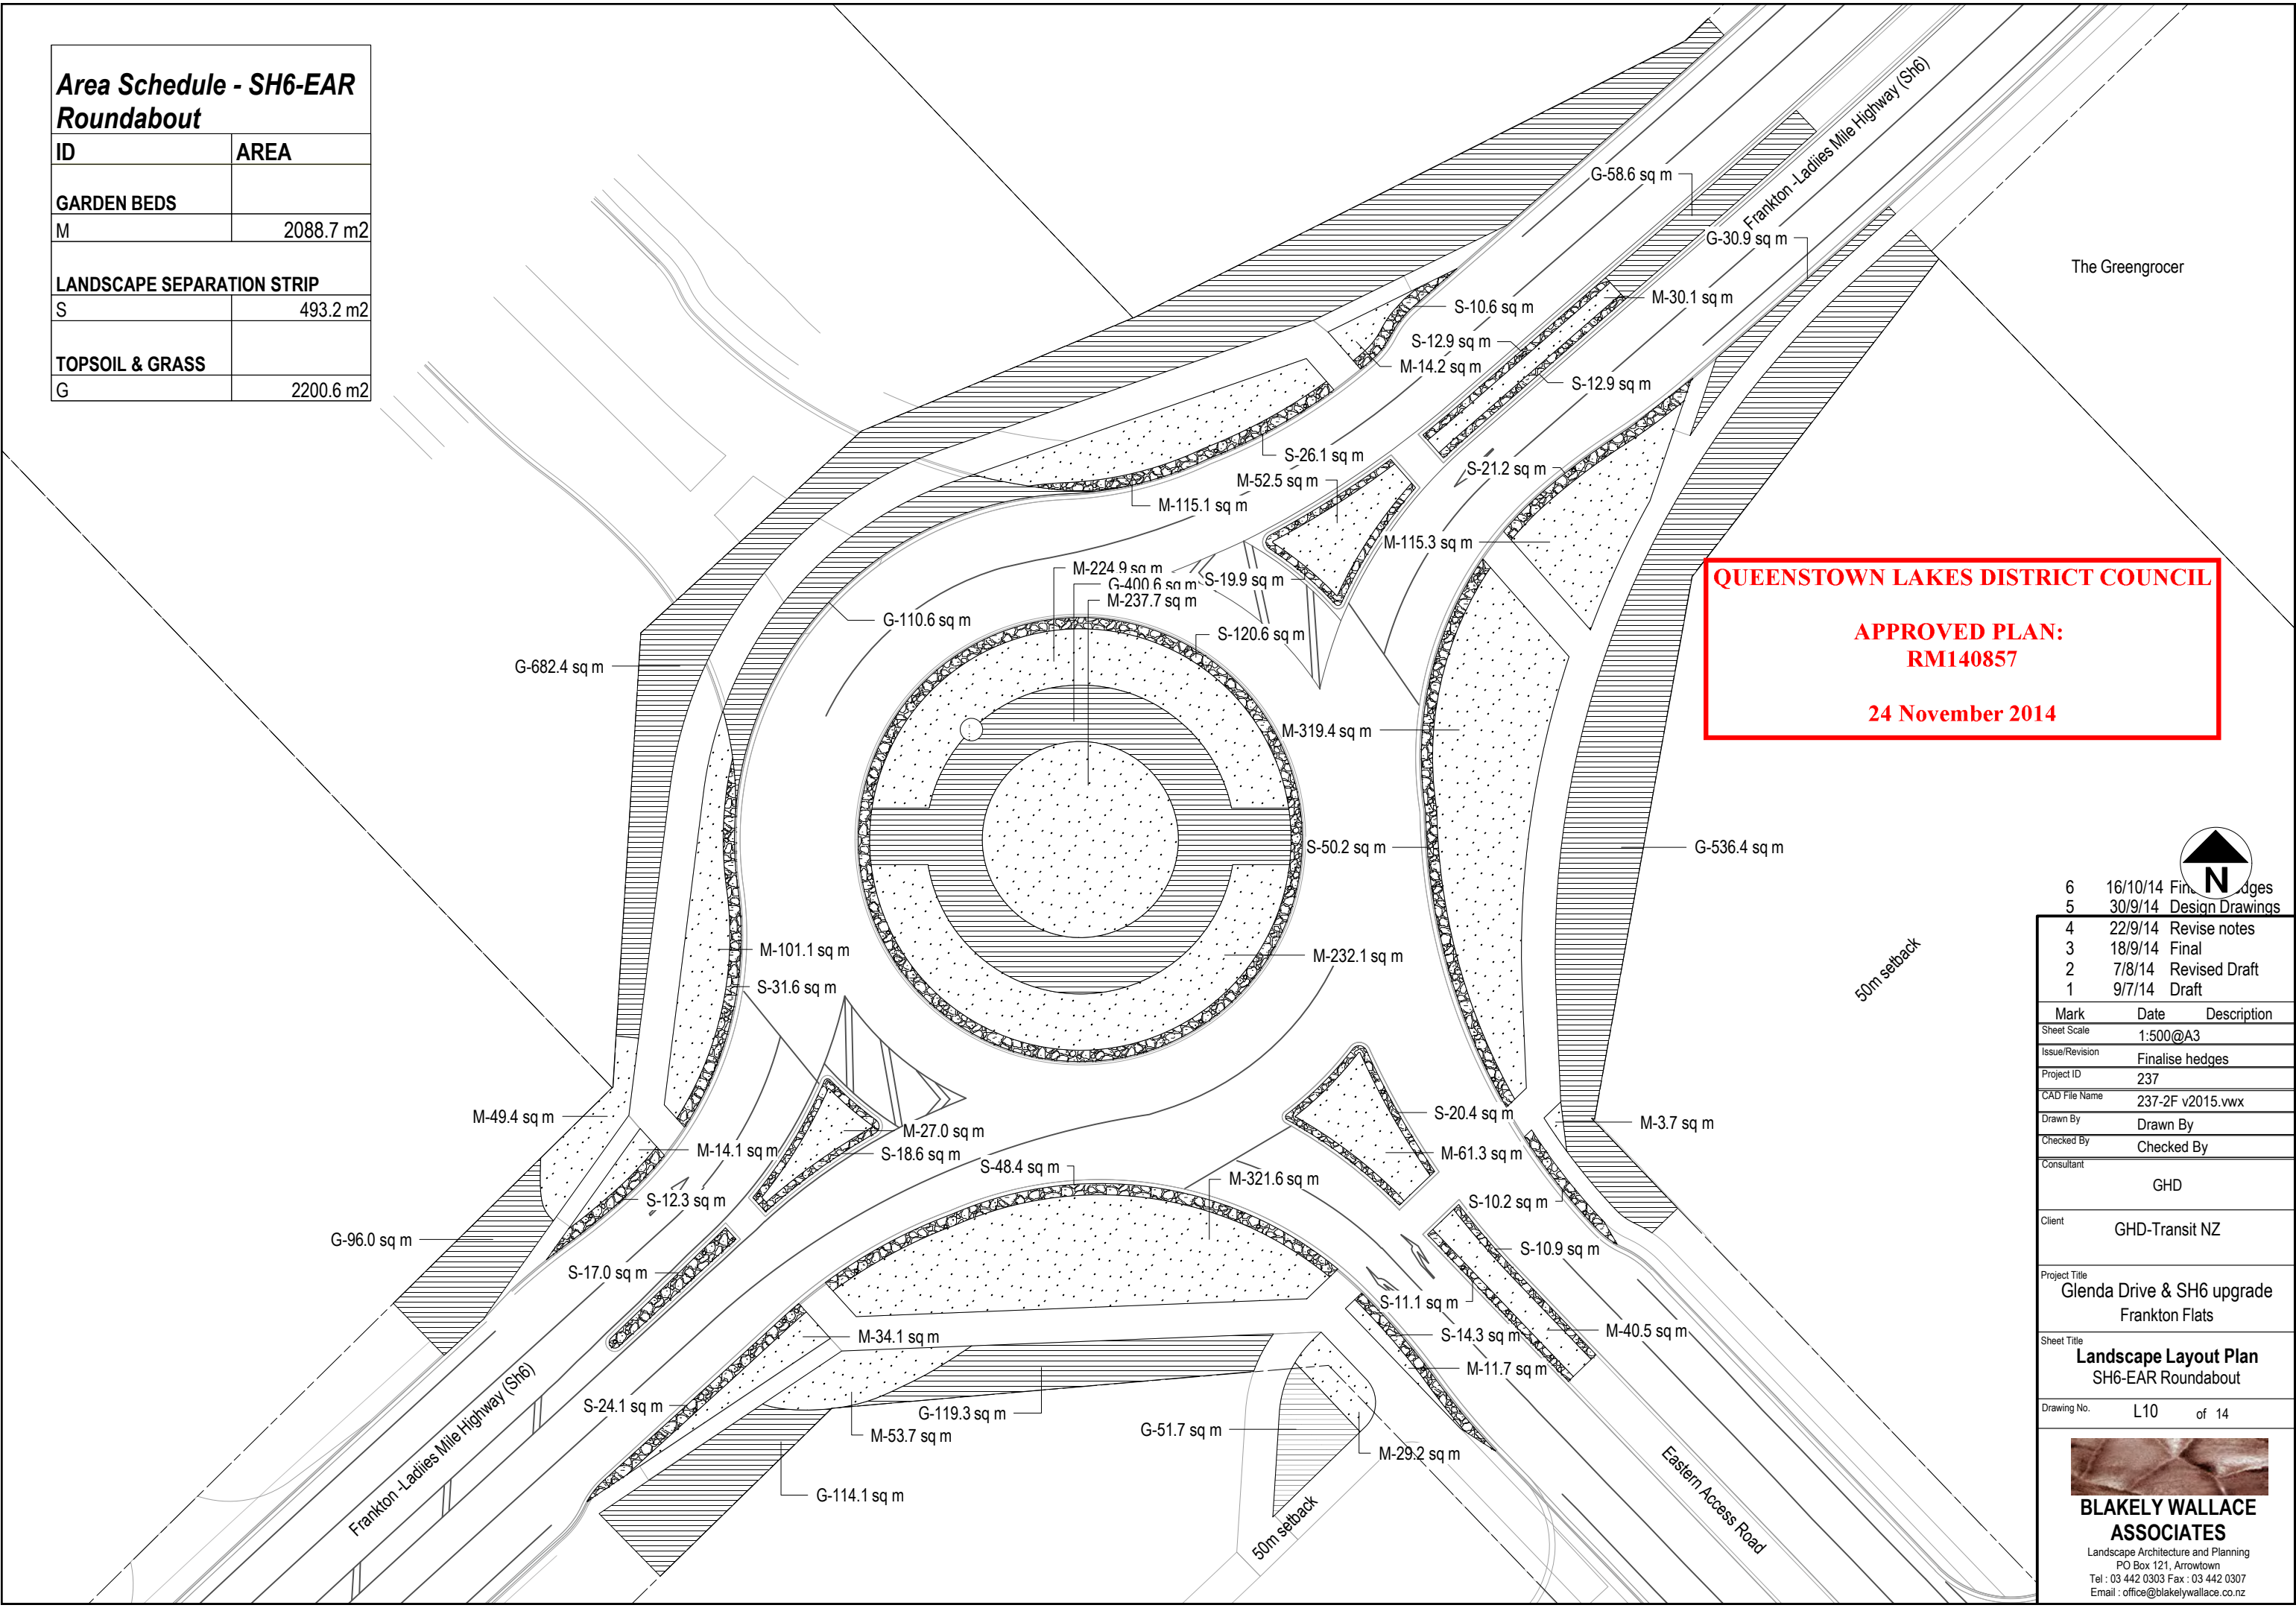 Area Schedule - SH6-EAR
Roundabout
ID AREA
GARDEN BEDS
M 2088.7 m2
LANDSCAPE SEPARATION STRIP
S 493.2 m2
TOPSOIL & GRASS
G 2200.6 m2
Frankton -Ladiies Mile Highway (Sh6)
G-58.6 sq m
G-30.9 sq m
The Greengrocer
M-30.1 sq m
S-10.6 sq m
S-12.9 sq m
M-14.2 sq m
S-12.9 sq m
S-26.1 sq m
S-21.2 sq m
M-52.5 sq m
M-115.1 sq m
M-115.3 sq m
M-224.9 sq m
G-400.6 sq m
S-19.9 sq m
M-237.7 sq m
G-110.6 sq m
S-120.6 sq m
G-682.4 sq m
M-319.4 sq m
S-50.2 sq m
G-536.4 sq m
M-101.1 sq m
M-232.1 sq m
S-31.6 sq m
50m setback
M-49.4 sq m
M-27.0 sq m
S-20.4 sq m
M-3.7 sq m
M-14.1 sq m
S-18.6 sq m
M-61.3 sq m
S-48.4 sq m
M-321.6 sq m
S-12.3 sq m
S-10.2 sq m
G-96.0 sq m
S-10.9 sq m
S-17.0 sq m
S-11.1 sq m
M-34.1 sq m
S-14.3 sq m
M-40.5 sq m
M-11.7 sq m
S-24.1 sq m
G-119.3 sq m
M-53.7 sq m
G-51.7 sq m
M-29.2 sq m
G-114.1 sq m
Frankton -Ladiies Mile Highway (Sh6)
50m setback
Eastern Access Road
QUEENSTOWN LAKES DISTRICT COUNCIL
APPROVED PLAN:
RM140857
24 November 2014
N
6 16/10/14
5 30/9/14 Design Drawings
4 22/9/14 Revise notes
3 18/9/14 Final
2 7/8/14 Revised Draft
1 9/7/14 Draft
Mark Date Description
Sheet Scale 1:500@A3
Issue/Revision Finalise hedges
Project ID 237
CAD File Name 237-2F v2015.vwx
Drawn By Drawn By
Checked By Checked By
Consultant
GHD
Client
GHD-Transit NZ
Project Title
Glenda Drive & SH6 upgrade
Frankton Flats
Sheet Title
Landscape Layout Plan
SH6-EAR Roundabout
Drawing No. L10 of 14
BLAKELY WALLACE
ASSOCIATES
Landscape Architecture and Planning
PO Box 121, Arrowtown
Tel : 03 442 0303 Fax : 03 442 0307
Email : office@blakelywallace.co.nz